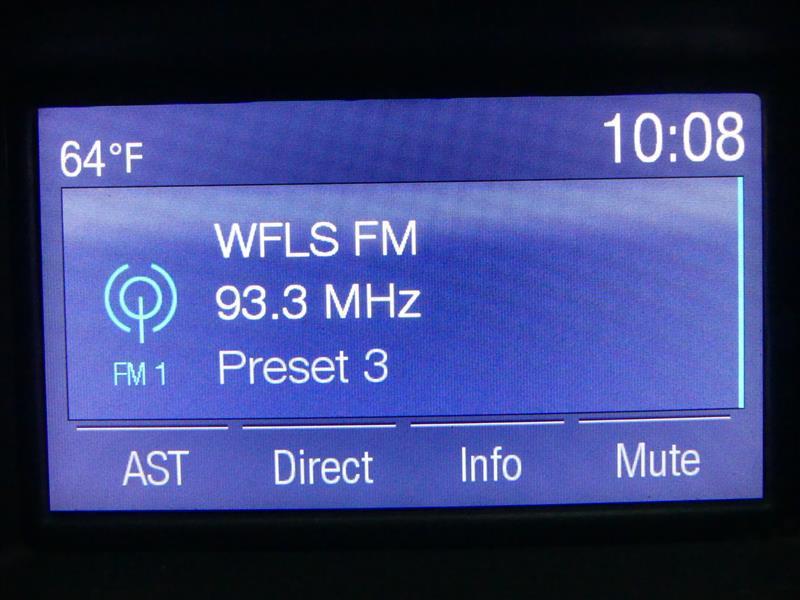 64°F 10:08
WFLS FM
93.3 MHz
FM 1 Preset 3
AST Direct Info Mute